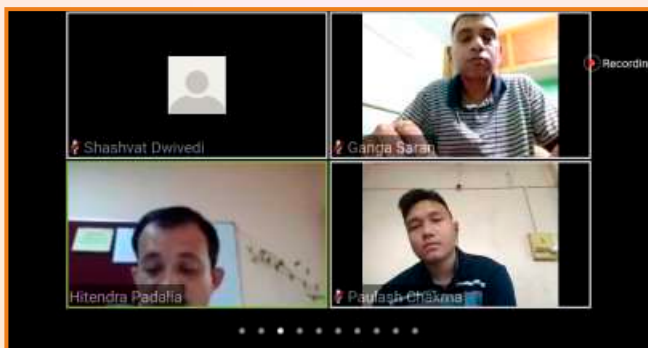 Shashvat Dwivedi
Ganga Saran
Recordin
Hitendra Padalia
Paulash Chakma